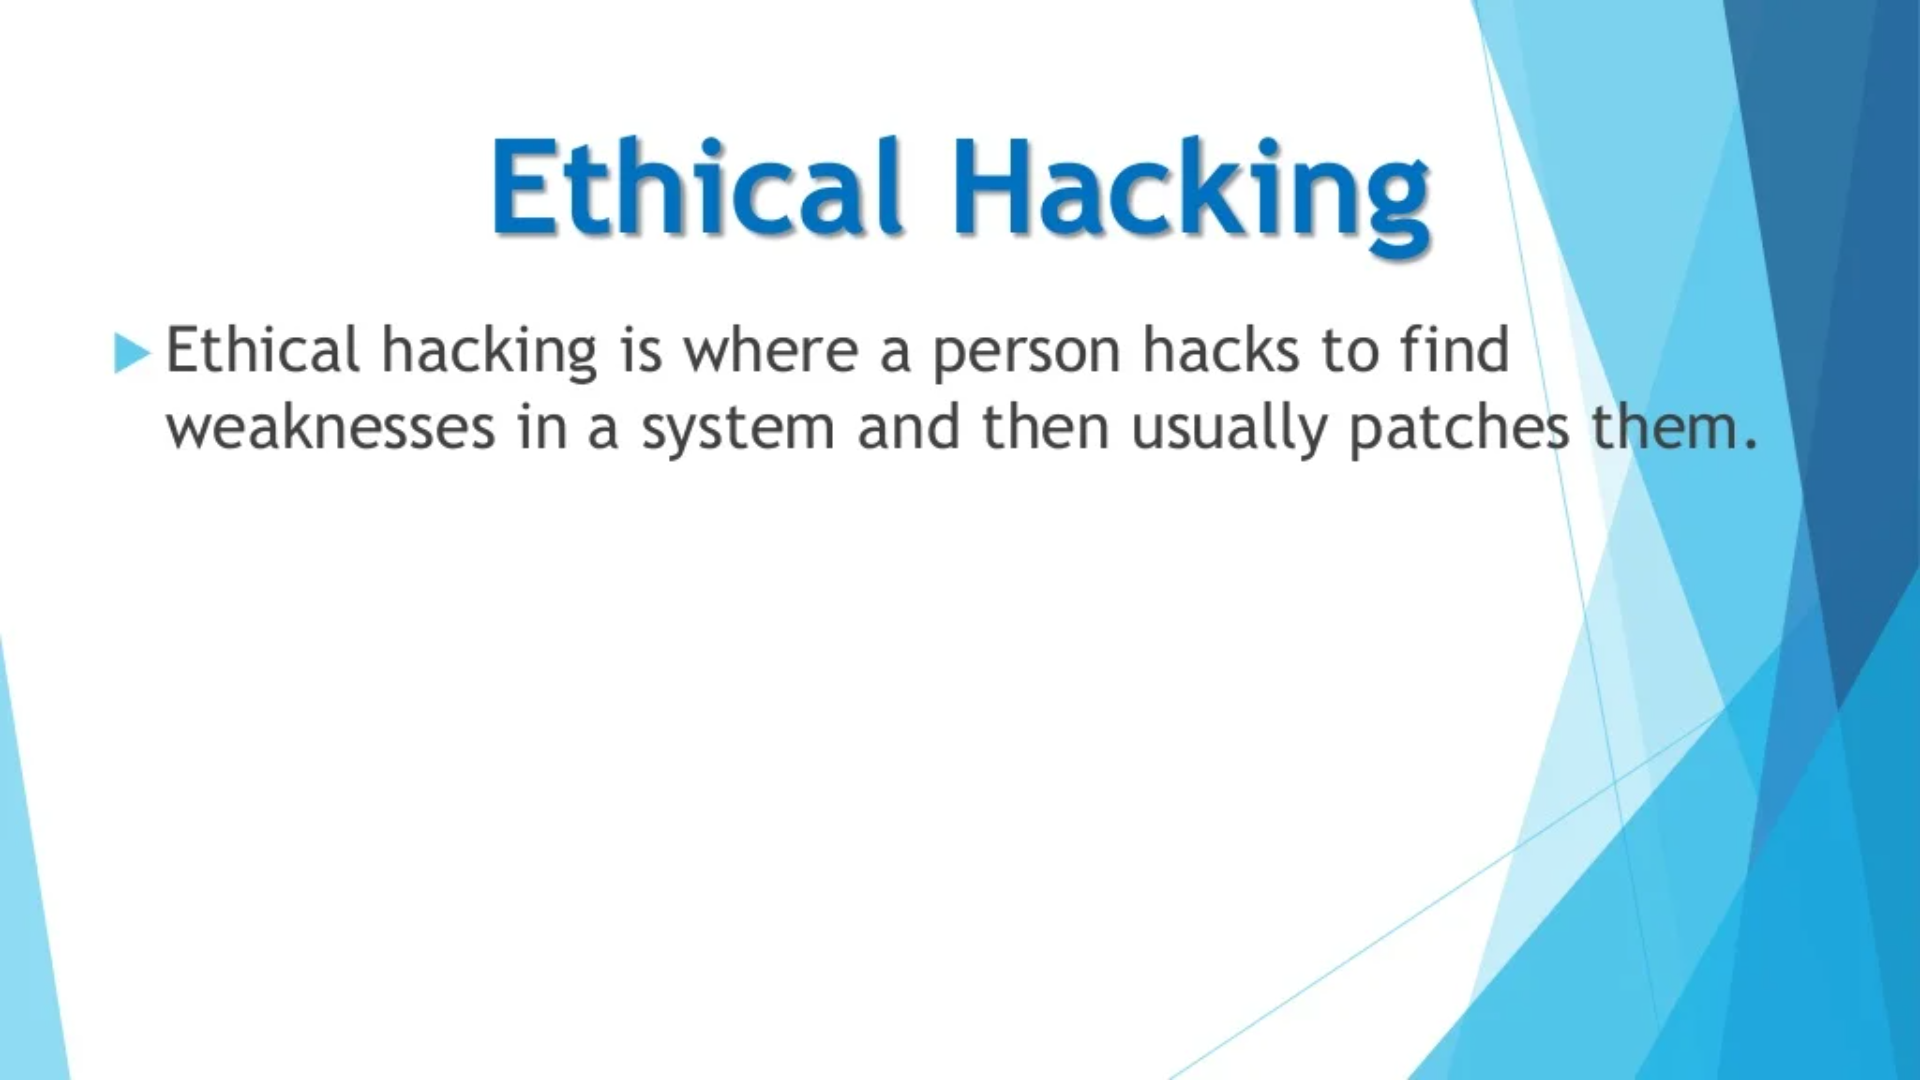 Ethical Hacking
Ethical hacking is where a person hacks to find
weaknesses in a system and then usually patches them.